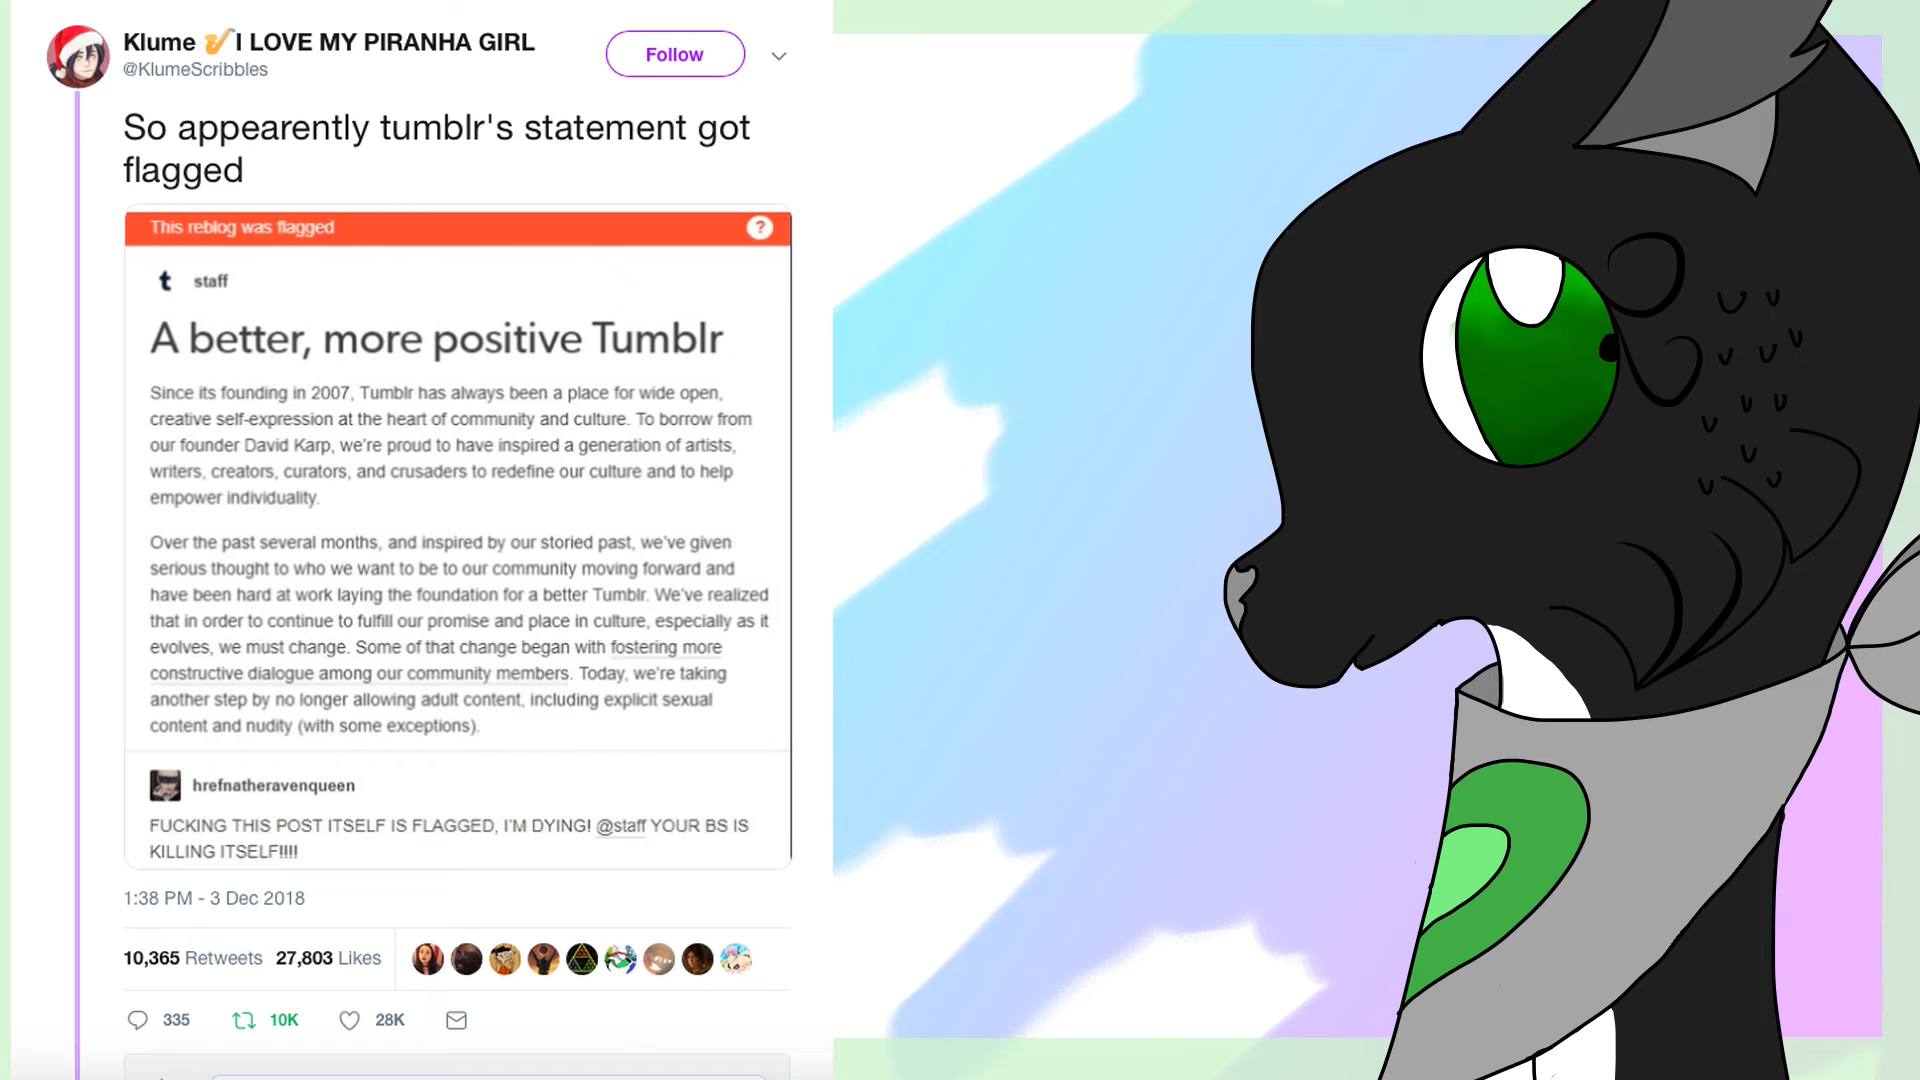 Klume 🎷I LOVE MY PIRANHA GIRL
@KlumeScribbles
Follow
So appearently tumblr's statement got
flagged
This reblog was flagged
?
t staff
A better, more positive Tumblr
Since its founding in 2007, Tumblr has always been a place for wide open,
creative self-expression at the heart of community and culture. To borrow from
our founder David Karp, we're proud to have inspired a generation of artists,
writers, creators, curators, and crusaders to redefine our culture and to help
empower individuality.
Over the past several months, and inspired by our storied past, we've given
serious thought to who we want to be to our community moving forward and
have been hard at work laying the foundation for a better Tumblr. We've realized
that in order to continue to fulfill our promise and place in culture, especially as it
evolves, we must change. Some of that change began with fostering more
constructive dialogue among our community members. Today, we're taking
another step by no longer allowing adult content, including explicit sexual
content and nudity (with some exceptions).
hrefnatheravenqueen
FUCKING THIS POST ITSELF IS FLAGGED, I'M DYING! @staff YOUR BS IS
KILLING ITSELF!!!!
1:38 PM - 3 Dec 2018
10,365 Retweets 27,803 Likes
335 10K 28K